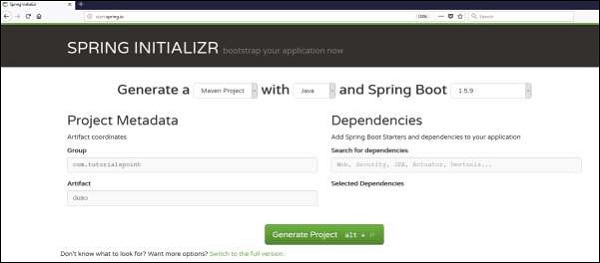 Spring Initializr
start.spring.io
Search
SPRING INITIALIZR bootstrap your application now
Generate a Maven Project with Java and Spring Boot 1.5.9
Project Metadata
Artifact coordinates
Group
com.tutorialspoint
Artifact
demo
Dependencies
Add Spring Boot Starters and dependencies to your application
Search for dependencies
Web, Security, JPA, Actuator, Devtools...
Selected Dependencies
Generate Project alt +
Don't know what to look for? Want more options? Switch to the full version.